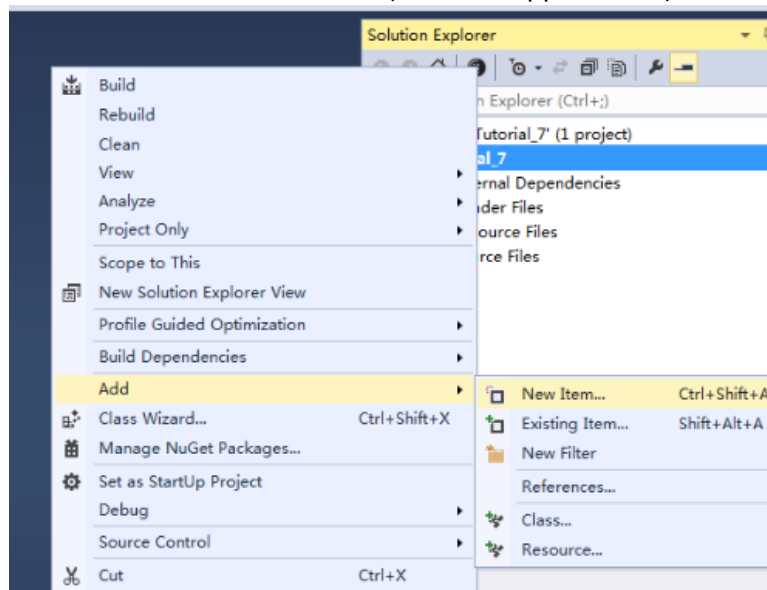 Solution Explorer
Build
Rebuild
Clean
View
Analyze
Project Only
Scope to This
New Solution Explorer View
Profile Guided Optimization
Build Dependencies
Add
Class Wizard... Ctrl+Shift+X
Manage NuGet Packages...
Set as StartUp Project
Debug
Source Control
Cut Ctrl+X
Explorer (Ctrl+;)
Tutorial_7' (1 project)
al_7
ernal Dependencies
der Files
ource Files
rce Files
New Item... Ctrl+Shift+A
Existing Item... Shift+Alt+A
New Filter
References...
Class...
Resource...